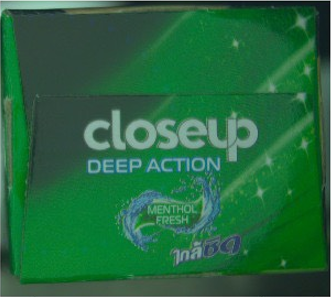 closeup
DEEP ACTION
MENTHOL
FRESH
ใกล้ชิด